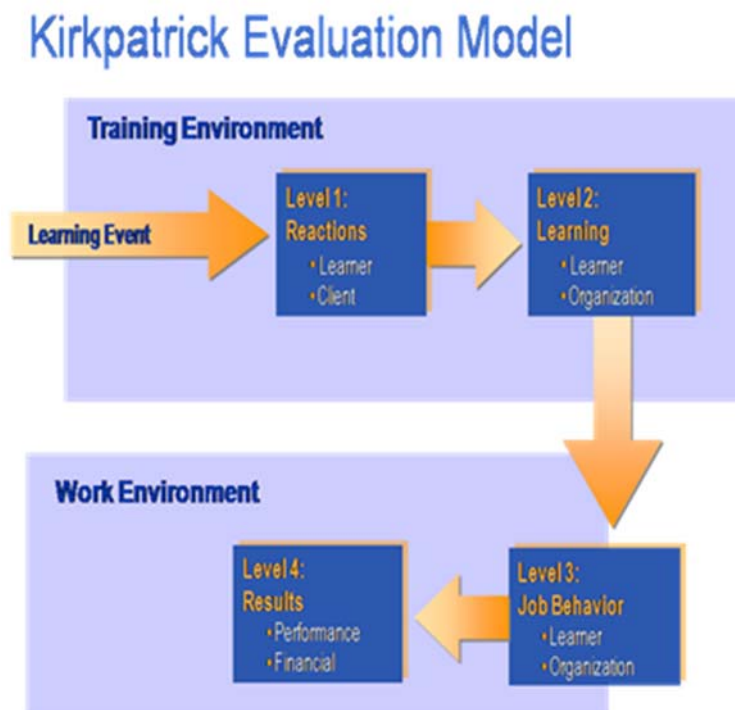 Kirkpatrick Evaluation Model
Training Environment
Learning Event
Level 1:
Reactions
• Learner
• Client
Level 2:
Learning
• Learner
• Organization
Work Environment
Level 4:
Results
• Performance
• Financial
Level 3:
Job Behavior
• Learner
• Organization